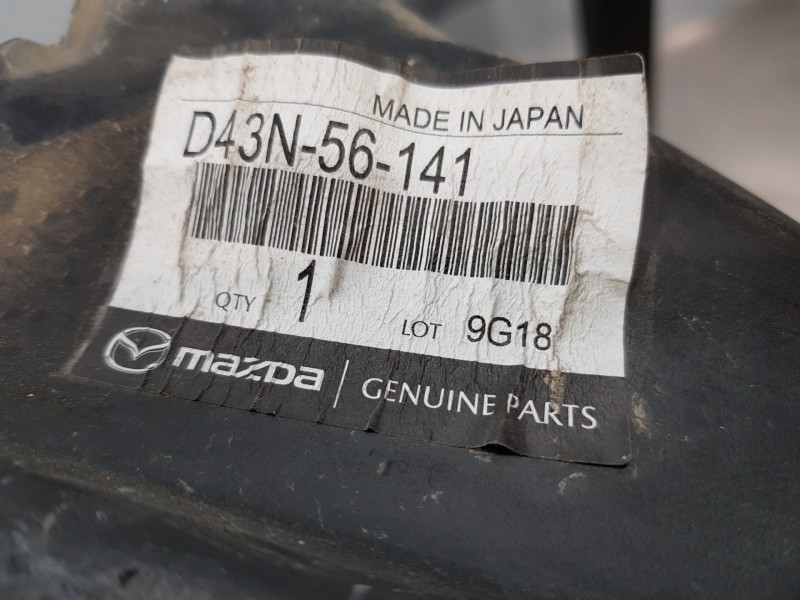 MADE IN JAPAN
D43N-56-141
QTY 1 LOT 9G18
mazda | GENUINE PARTS